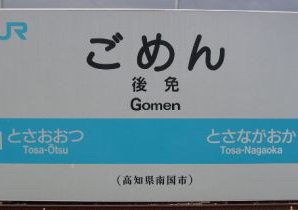 JR
ごめん
後免
Gomen
とさおおつ
Tosa-Ōtsu
とさながおか
Tosa-Nagaoka
(高知県南国市)